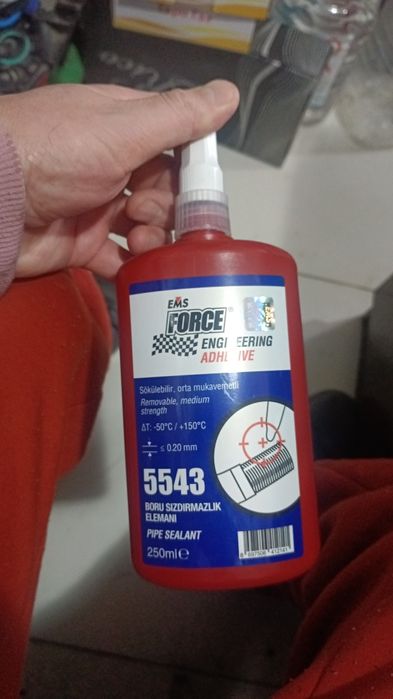 EMS
FORCE®
ENGINEERING
ADHESIVE
Sökülebilir, orta mukavemetli
Removable, medium
strength
ΔT: -50°C / +150°C
≤ 0.20 mm
5543
BORU SIZDIRMAZLIK
ELEMANI
PIPE SEALANT
250ml℮